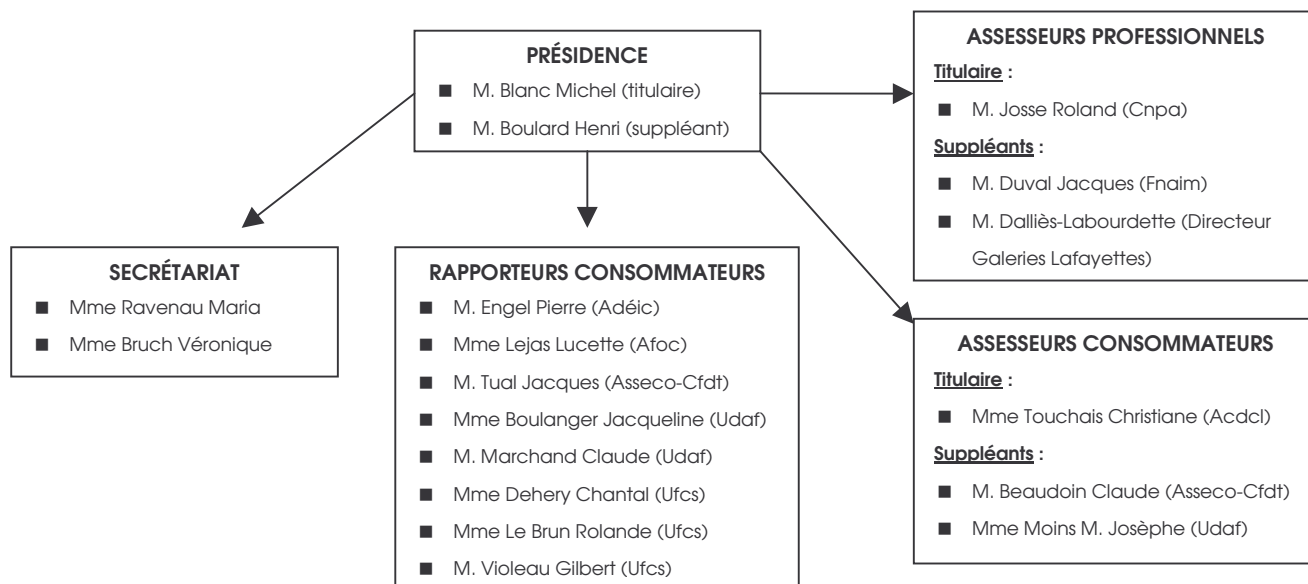 PRÉSIDENCE
■ M. Blanc Michel (titulaire)
■ M. Boulard Henri (suppléant)
ASSESSEURS PROFESSIONNELS
Titulaire :
■ M. Josse Roland (Cnpa)
Suppléants :
■ M. Duval Jacques (Fnaim)
■ M. Dalliès-Labourdette (Directeur
Galeries Lafayettes)
SECRÉTARIAT
■ Mme Ravenau Maria
■ Mme Bruch Véronique
RAPPORTEURS CONSOMMATEURS
■ M. Engel Pierre (Adéic)
■ Mme Lejas Lucette (Afoc)
■ M. Tual Jacques (Asseco-Cfdt)
■ Mme Boulanger Jacqueline (Udaf)
■ M. Marchand Claude (Udaf)
■ Mme Dehery Chantal (Ufcs)
■ Mme Le Brun Rolande (Ufcs)
■ M. Violeau Gilbert (Ufcs)
ASSESSEURS CONSOMMATEURS
Titulaire :
■ Mme Touchais Christiane (Acdcl)
Suppléants :
■ M. Beaudoin Claude (Asseco-Cfdt)
■ Mme Moins M. Josèphe (Udaf)